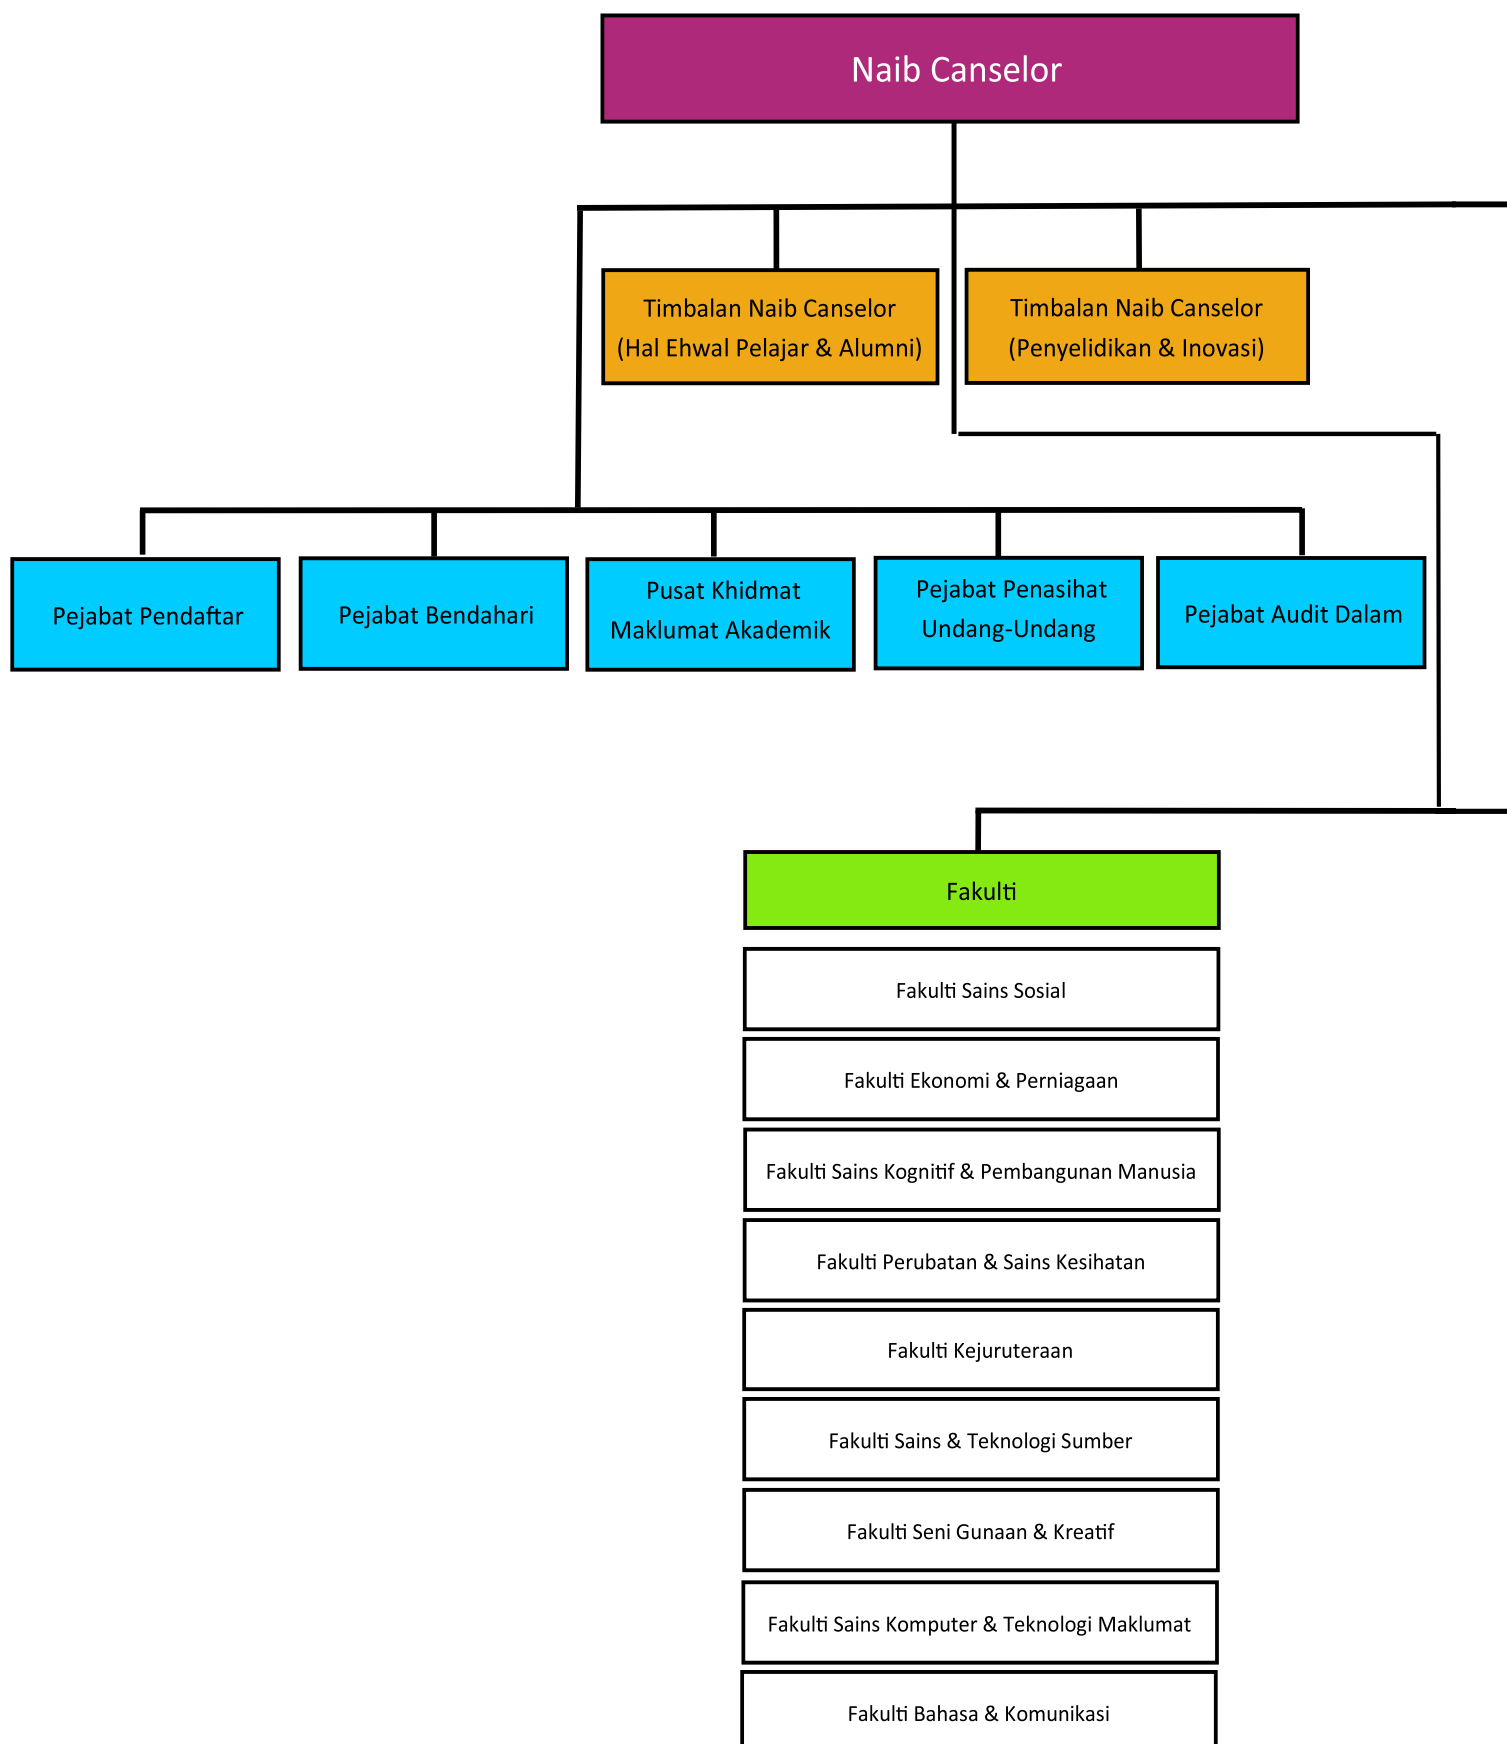 Naib Canselor
Timbalan Naib Canselor
(Hal Ehwal Pelajar & Alumni)
Timbalan Naib Canselor
(Penyelidikan & Inovasi)
Pejabat Pendaftar
Pejabat Bendahari
Pusat Khidmat
Maklumat Akademik
Pejabat Penasihat
Undang-Undang
Pejabat Audit Dalam
Fakulti
Fakulti Sains Sosial
Fakulti Ekonomi & Perniagaan
Fakulti Sains Kognitif & Pembangunan Manusia
Fakulti Perubatan & Sains Kesihatan
Fakulti Kejuruteraan
Fakulti Sains & Teknologi Sumber
Fakulti Seni Gunaan & Kreatif
Fakulti Sains Komputer & Teknologi Maklumat
Fakulti Bahasa & Komunikasi